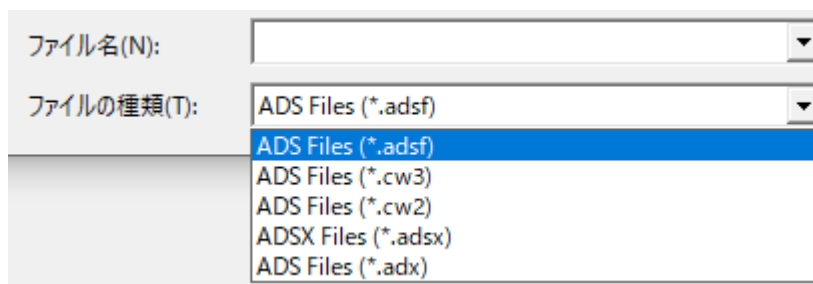 ファイル名(N):
ファイルの種類(T): ADS Files (*.adsf)
ADS Files (*.adsf)
ADS Files (*.cw3)
ADS Files (*.cw2)
ADSX Files (*.adsx)
ADS Files (*.adx)